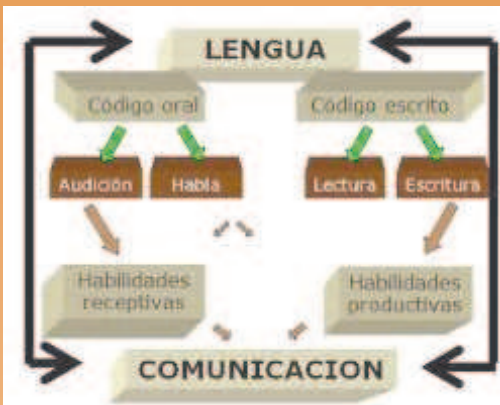 LENGUA
Código oral
Código escrito
Audición
Habla
Lectura
Escritura
Habilidades
receptivas
Habilidades
productivas
COMUNICACION